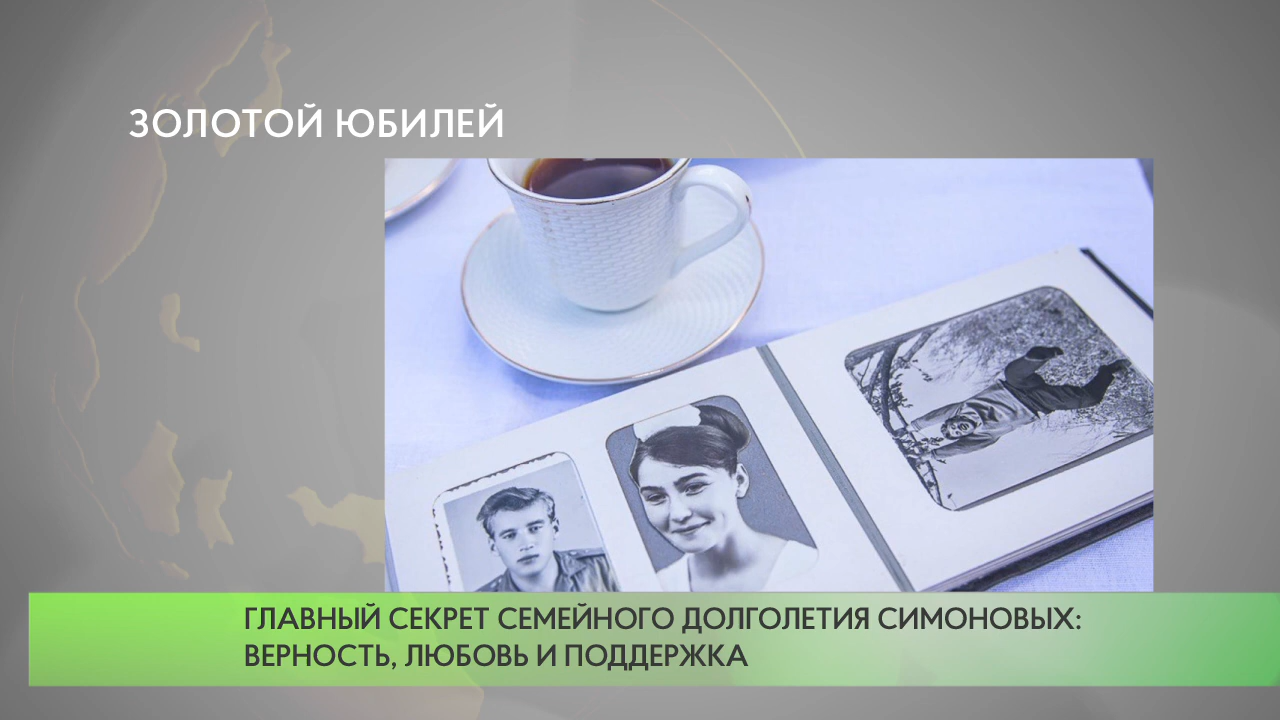 ЗОЛОТОЙ ЮБИЛЕЙ
ГЛАВНЫЙ СЕКРЕТ СЕМЕЙНОГО ДОЛГОЛЕТИЯ СИМОНОВЫХ:
ВЕРНОСТЬ, ЛЮБОВЬ И ПОДДЕРЖКА